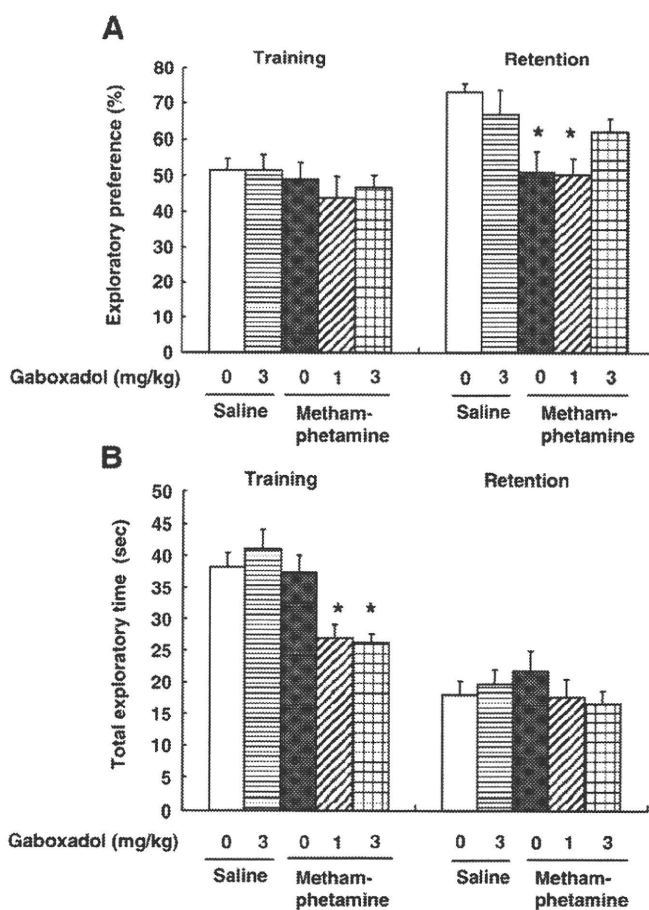 A
Training Retention
Exploratory preference (%)
80
70
60
50
40
30
20
10
0
* *
Gaboxadol (mg/kg) 0 3 0 1 3 0 3 0 1 3
Saline Metham- Saline Metham-
phetamine phetamine
B
Training Retention
Total exploratory time (sec)
50
45
40
35
30
25
20
15
10
5
0
* *
Gaboxadol (mg/kg) 0 3 0 1 3 0 3 0 1 3
Saline Metham- Saline Metham-
phetamine phetamine